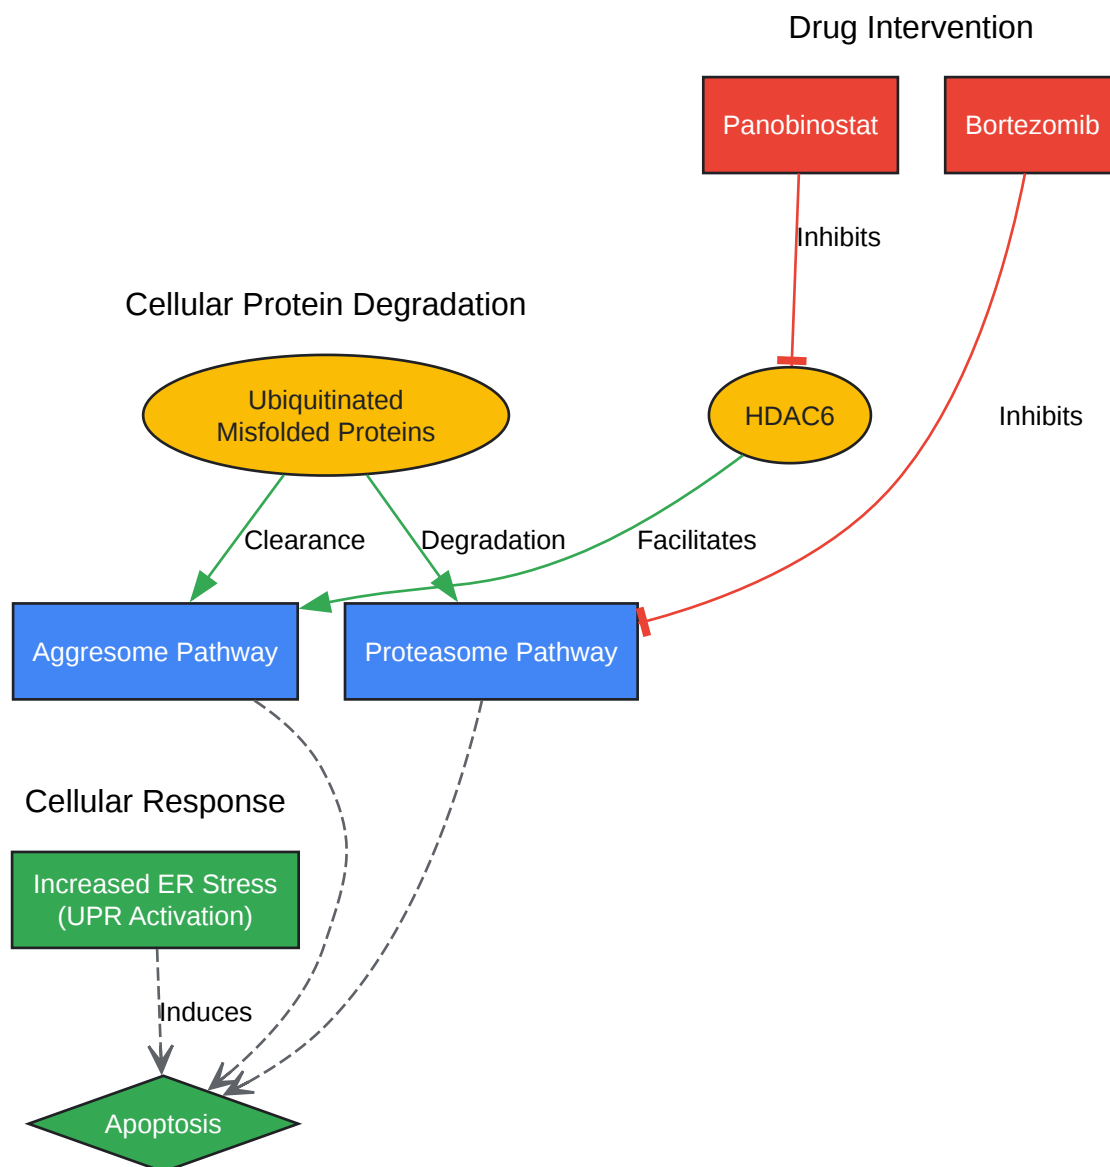 Drug Intervention
Panobinostat
Bortezomib
Inhibits
Cellular Protein Degradation
Ubiquitinated
Misfolded Proteins
HDAC6
Inhibits
Clearance
Degradation
Facilitates
Aggresome Pathway
Proteasome Pathway
Cellular Response
Increased ER Stress
(UPR Activation)
Induces
Apoptosis